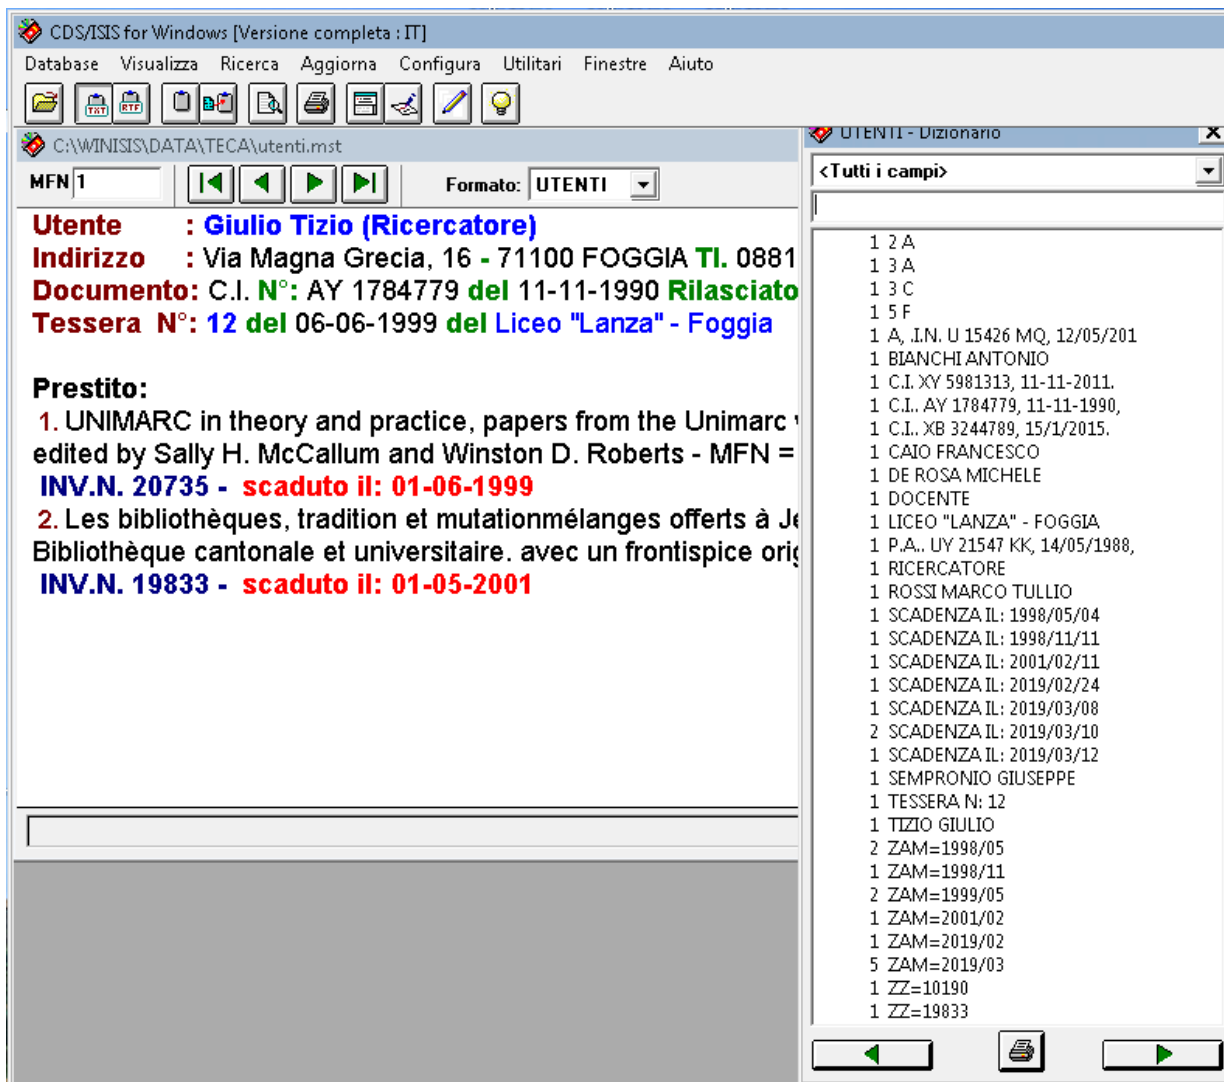 CDS/ISIS for Windows [Versione completa : IT]
Database Visualizza Ricerca Aggiorna Configura Utilitari Finestre Aiuto
TXT RTF
C:\WINISIS\DATA\TECA\utenti.mst
MFN 1 Formato: UTENTI
Utente : Giulio Tizio (Ricercatore)
Indirizzo : Via Magna Grecia, 16 - 71100 FOGGIA Tl. 0881
Documento: C.I. N°: AY 1784779 del 11-11-1990 Rilasciato
Tessera N°: 12 del 06-06-1999 del Liceo "Lanza" - Foggia
Prestito:
1. UNIMARC in theory and practice, papers from the Unimarc
edited by Sally H. McCallum and Winston D. Roberts - MFN =
INV.N. 20735 - scaduto il: 01-06-1999
2. Les bibliothèques, tradition et mutationmélanges offerts à
Bibliothèque cantonale et universitaire. avec un frontispice
INV.N. 19833 - scaduto il: 01-05-2001
UTENTI - Dizionario
<Tutti i campi>
1 2 A
1 3 A
1 3 C
1 5 F
1 A, .I.N. U 15426 MQ, 12/05/201
1 BIANCHI ANTONIO
1 C.I. XY 5981313, 11-11-2011.
1 C.I.. AY 1784779, 11-11-1990,
1 C.I.. XB 3244789, 15/1/2015.
1 CAIO FRANCESCO
1 DE ROSA MICHELE
1 DOCENTE
1 LICEO "LANZA" - FOGGIA
1 P.A.. UY 21547 KK, 14/05/1988,
1 RICERCATORE
1 ROSSI MARCO TULLIO
1 SCADENZA IL: 1998/05/04
1 SCADENZA IL: 1998/11/11
1 SCADENZA IL: 2001/02/11
1 SCADENZA IL: 2019/02/24
1 SCADENZA IL: 2019/03/08
2 SCADENZA IL: 2019/03/10
1 SCADENZA IL: 2019/03/12
1 SEMPRONIO GIUSEPPE
1 TESSERA N: 12
1 TIZIO GIULIO
2 ZAM=1998/05
1 ZAM=1998/11
2 ZAM=1999/05
1 ZAM=2001/02
1 ZAM=2019/02
5 ZAM=2019/03
1 ZZ=10190
1 ZZ=19833